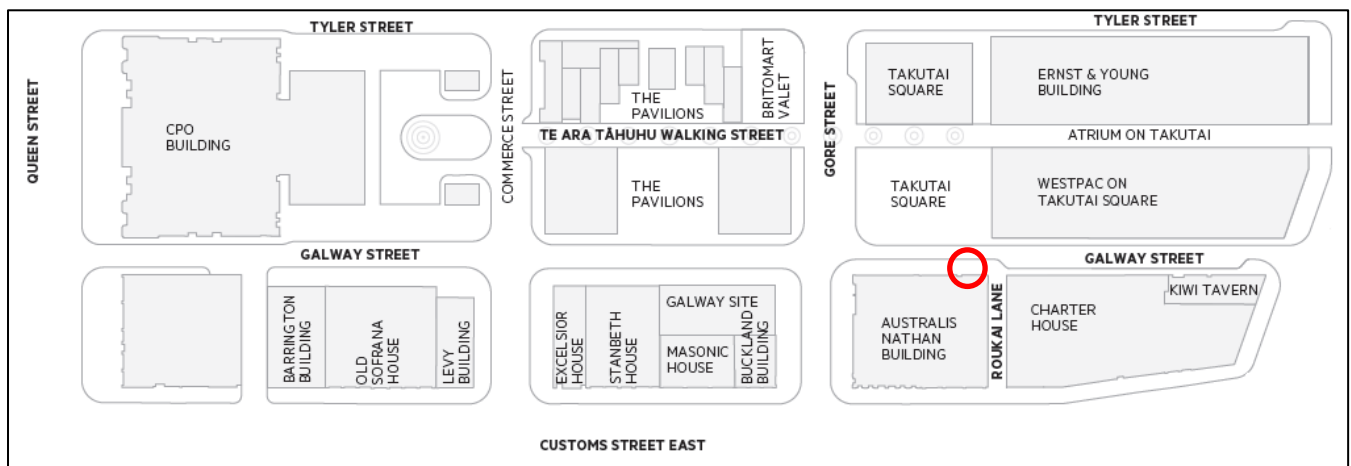 TYLER STREET
TYLER STREET
QUEEN STREET
CPO
BUILDING
COMMERCE STREET
THE
PAVILIONS
BRITOMART
VALET
TE ARA TĀHUHU WALKING STREET
THE
PAVILIONS
GORE STREET
TAKUTAI
SQUARE
ERNST & YOUNG
BUILDING
ATRIUM ON TAKUTAI
TAKUTAI
SQUARE
WESTPAC ON
TAKUTAI SQUARE
GALWAY STREET
GALWAY STREET
BARRINGTON
BUILDING
OLD
SOFRANA
HOUSE
LEVY
BUILDING
EXCELSIOR
HOUSE
STANBETH
HOUSE
GALWAY SITE
MASONIC
HOUSE
BUCKLAND
BUILDING
AUSTRALIS
NATHAN
BUILDING
ROUKAI LANE
CHARTER
HOUSE
KIWI TAVERN
CUSTOMS STREET EAST